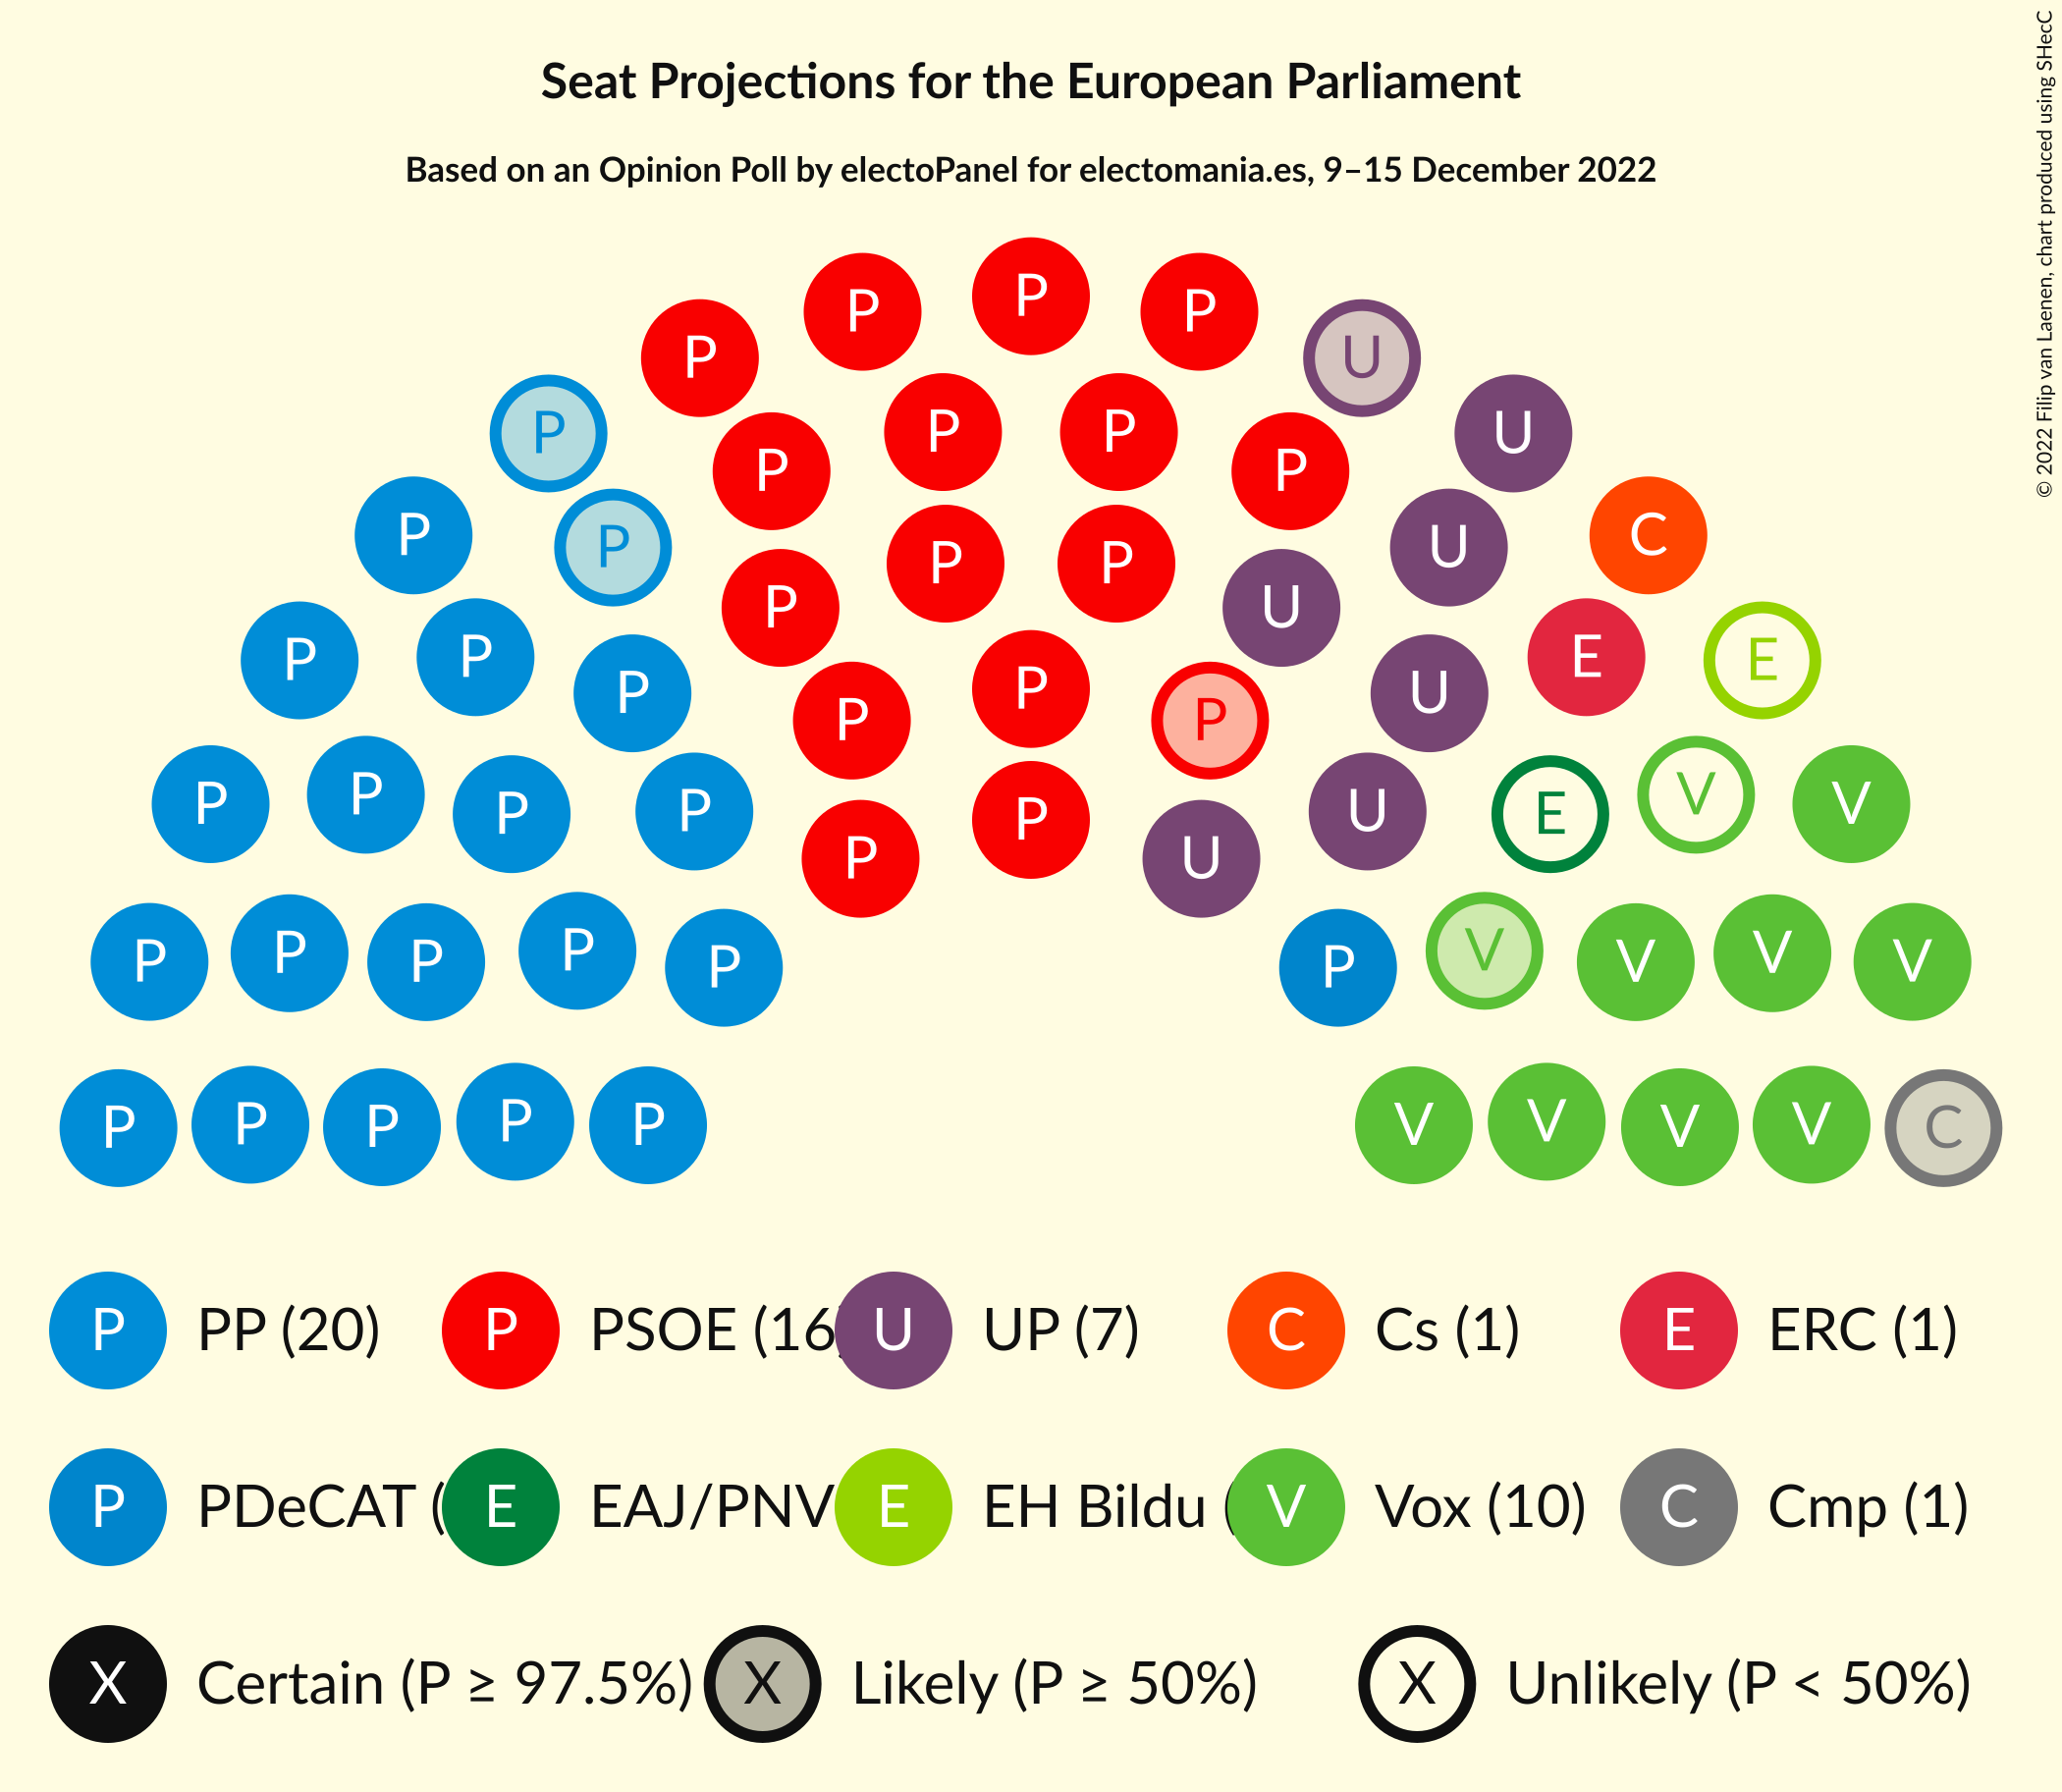 Seat Projections for the European Parliament
Based on an Opinion Poll by electoPanel for electomania.es, 9–15 December 2022
© 2022 Filip van Laenen, chart produced using SHecC
P
P P
P U
P P P U
P P
P P U C
P P
P U
P P E E
P P U
P P
P P P P P U E V V
P U
P P P P P P V V V V
P P P P P V V V V C
P PP (20) P PSOE (16 U UP (7) C Cs (1) E ERC (1)
P PDeCAT ( E EAJ/PNV E EH Bildu ( V Vox (10) C Cmp (1)
X Certain (P ≥ 97.5%) X Likely (P ≥ 50%) X Unlikely (P < 50%)